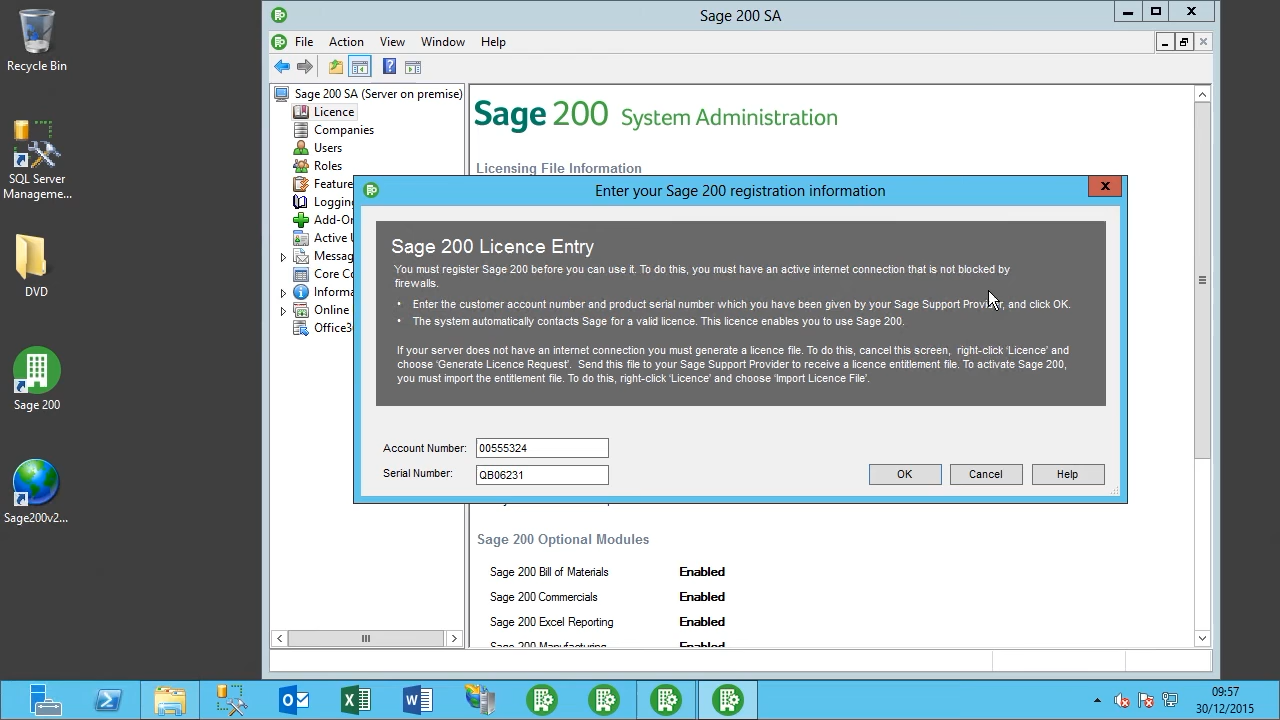 Recycle Bin
SQL Server
Manageme...
DVD
Sage 200
Sage200v2...
Sage 200 SA
File Action View Window Help
Sage 200 SA (Server on premise)
Licence
Companies
Users
Roles
Feature
Logging
Add-On
Active U
Messag
Core Co
Informa
Online
Office3
Sage 200 System Administration
Licensing File Information
Enter your Sage 200 registration information
Sage 200 Licence Entry
You must register Sage 200 before you can use it. To do this, you must have an active internet connection that is not blocked by
firewalls.
• Enter the customer account number and product serial number which you have been given by your Sage Support Provider, and click OK.
• The system automatically contacts Sage for a valid licence. This licence enables you to use Sage 200.
If your server does not have an internet connection you must generate a licence file. To do this, cancel this screen, right-click 'Licence' and
choose 'Generate Licence Request'. Send this file to your Sage Support Provider to receive a licence entitlement file. To activate Sage 200,
you must import the entitlement file. To do this, right-click 'Licence' and choose 'Import Licence File'.
Account Number: 00555324
Serial Number: QB06231
OK Cancel Help
Sage 200 Optional Modules
Sage 200 Bill of Materials Enabled
Sage 200 Commercials Enabled
Sage 200 Excel Reporting Enabled
Sage 200 Manufacturing Enabled
09:57
30/12/2015